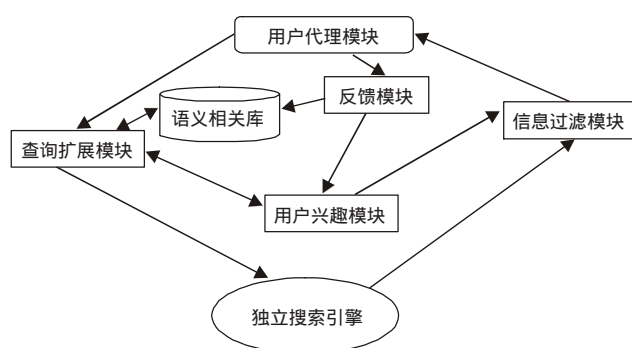 用户代理模块
反馈模块
语义相关库
信息过滤模块
查询扩展模块
用户兴趣模块
独立搜索引擎